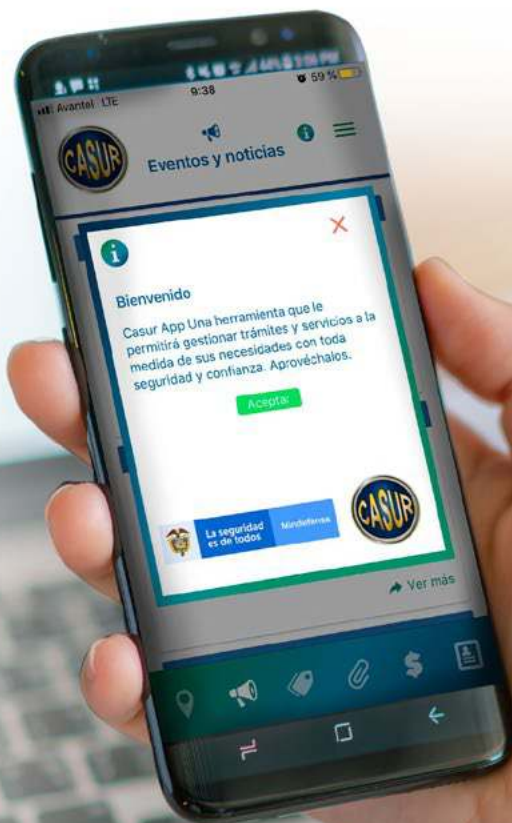 Avantel LTE
9:38
59 %
CASUR
Eventos y noticias
i
i
Bienvenido
Casur App Una herramienta que le
permitirá gestionar trámites y servicios a la
medida de sus necesidades con toda
seguridad y confianza. Aprovéchalos.
Acepta:
La seguridad
es de todos
Mindefensa
CASUR
Ver más
$